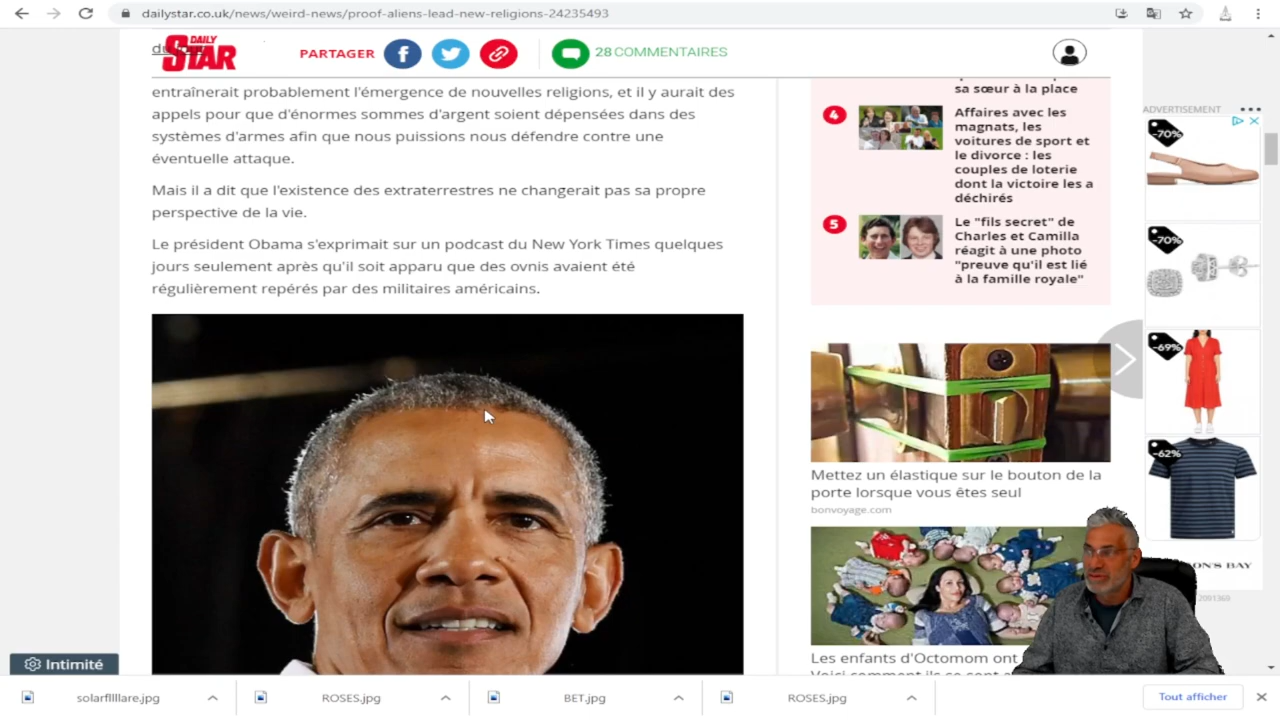 dailystar.co.uk/news/weird-news/proof-aliens-lead-new-religions-24235493
DAILY
STAR
PARTAGER
28 COMMENTAIRES
entraînerait probablement l'émergence de nouvelles religions, et il y aurait des
appels pour que d'énormes sommes d'argent soient dépensées dans des
systèmes d'armes afin que nous puissions nous défendre contre une
éventuelle attaque.
Mais il a dit que l'existence des extraterrestres ne changerait pas sa propre
perspective de la vie.
Le président Obama s'exprimait sur un podcast du New York Times quelques
jours seulement après qu'il soit apparu que des ovnis avaient été
régulièrement repérés par des militaires américains.
sa sœur à la place
4
Affaires avec les
magnats, les
voitures de sport et
le divorce : les
couples de loterie
dont la victoire les a
déchirés
5
Le "fils secret" de
Charles et Camilla
réagit à une photo
"preuve qu'il est lié
à la famille royale"
Mettez un élastique sur le bouton de la
porte lorsque vous êtes seul
bonvoyage.com
Les enfants d'Octomom ont
ADVERTISEMENT
-70%
-70%
-69%
-62%
ON'S BAY
2091369
Intimité
solarfllllare.jpg
ROSES.jpg
BET.jpg
ROSES.jpg
Tout afficher